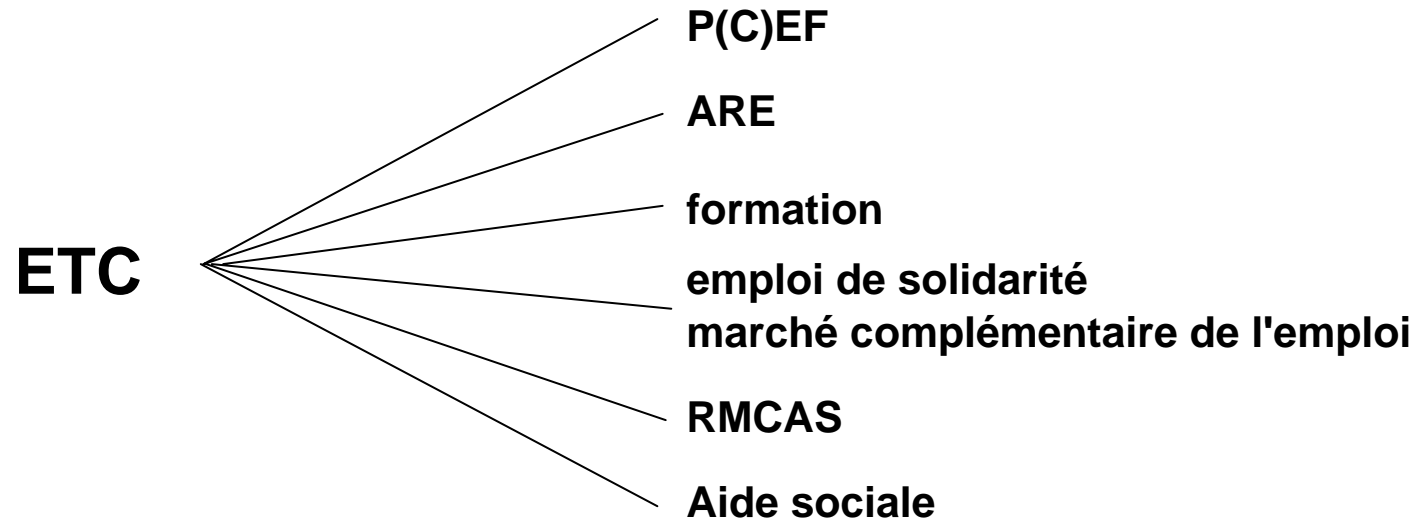 P(C)EF
ARE
formation
ETC
emploi de solidarité
marché complémentaire de l'emploi
RMCAS
Aide sociale